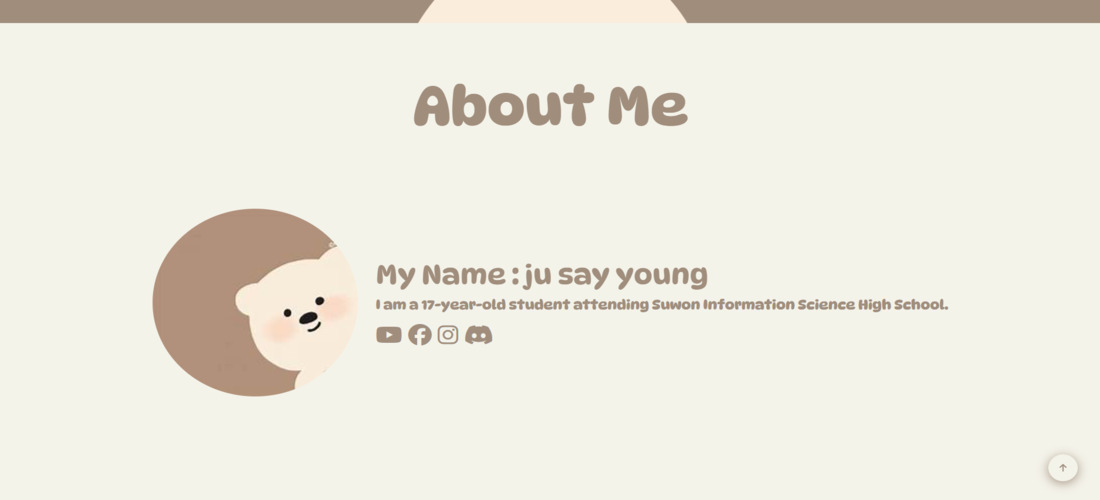 About Me
My Name : ju say young
I am a 17-year-old student attending Suwon Information Science High School.